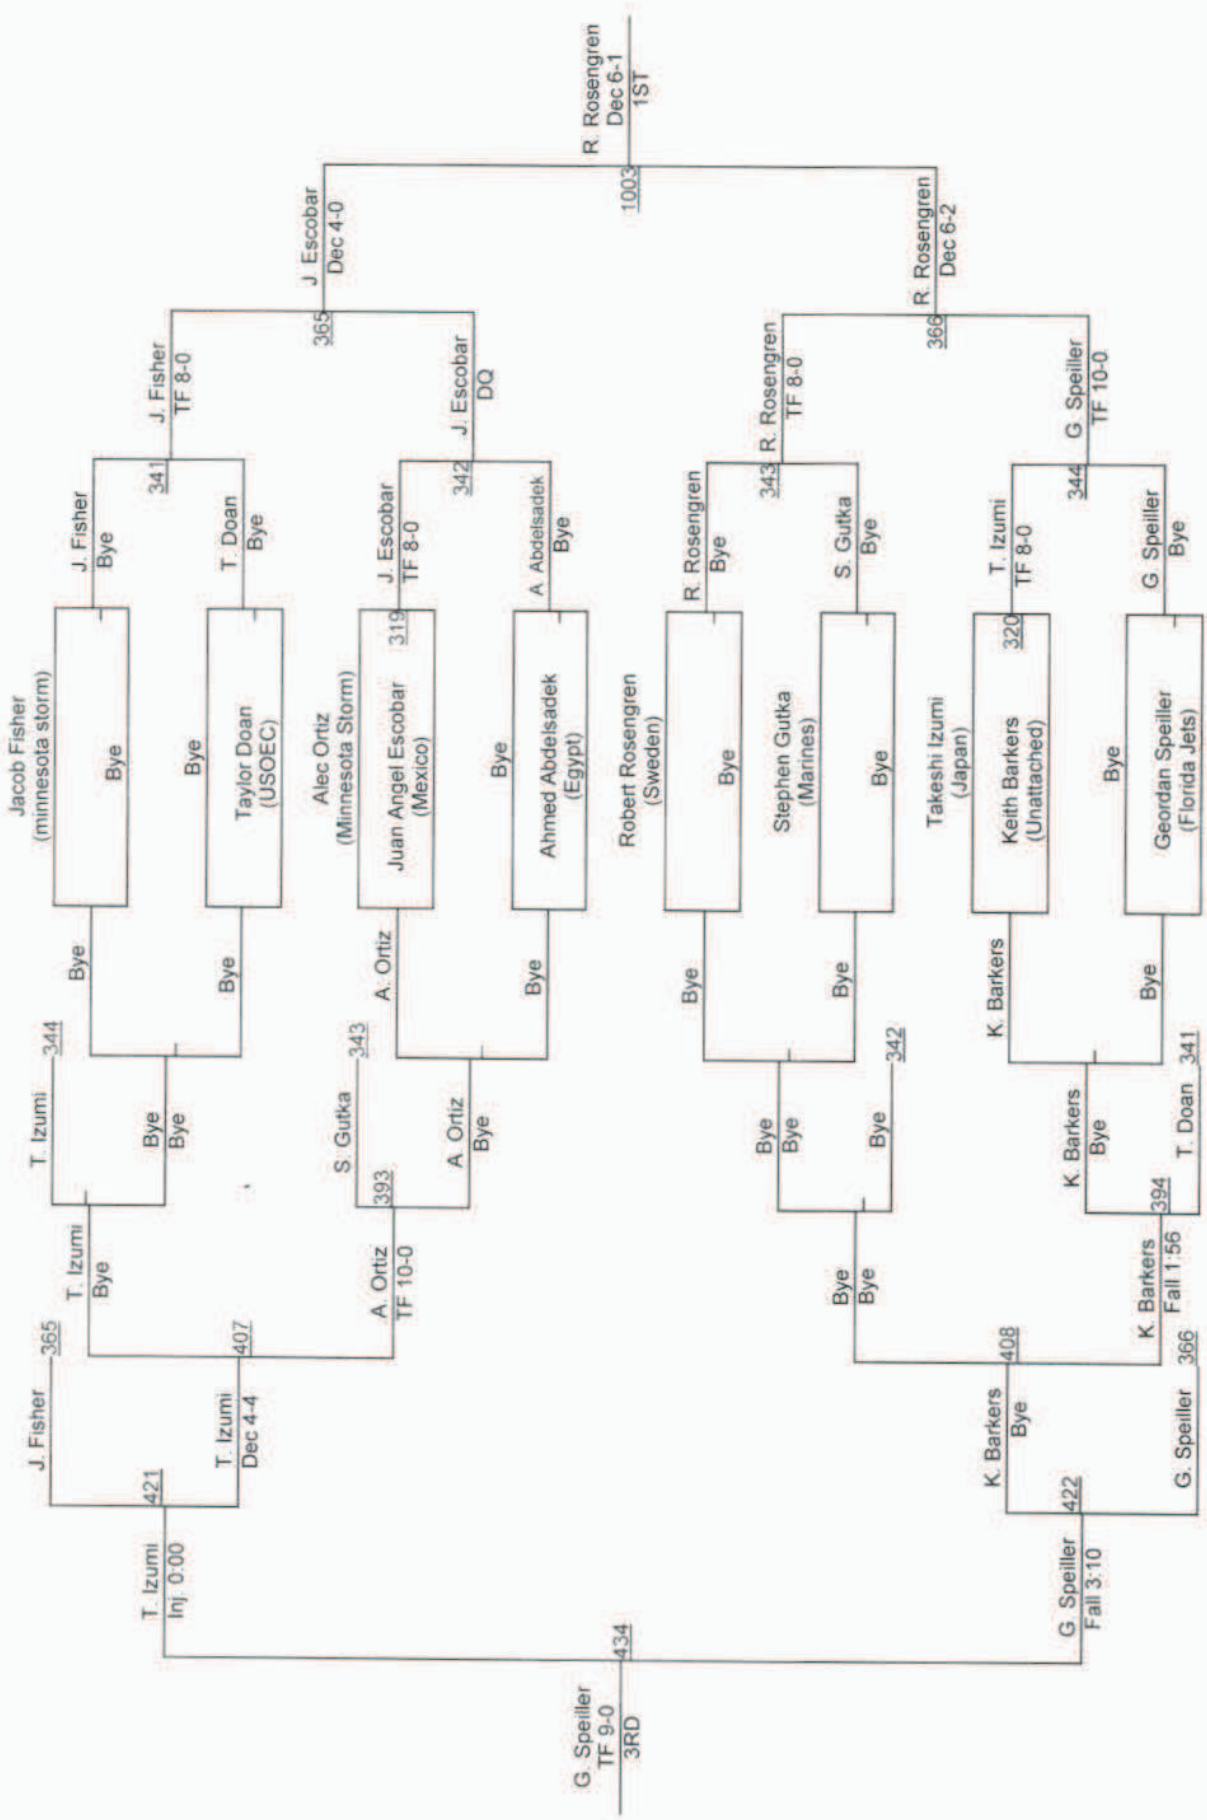 Jacob Fisher
(minnesota storm)
Bye
J. Fisher
Bye
341
J. Fisher
TF 8-0
Bye
Taylor Doan
(USOEC)
T. Doan
Bye
365
J. Escobar
Dec 4-0
Alec Ortiz
(Minnesota Storm)
Juan Angel Escobar
(Mexico)
319
J. Escobar
TF 8-0
342
J. Escobar
DQ
Bye
Ahmed Abdelsadek
(Egypt)
A. Abdelsadek
Bye
1003
R. Rosengren
Dec 6-1
1ST
Robert Rosengren
(Sweden)
Bye
R. Rosengren
Bye
343
R. Rosengren
TF 8-0
Stephen Gutka
(Marines)
Bye
S. Gutka
Bye
366
R. Rosengren
Dec 6-2
Takeshi Izumi
(Japan)
Keith Barkers
(Unattached)
320
T. Izumi
TF 8-0
344
G. Speiller
TF 10-0
Bye
Geordan Speiller
(Florida Jets)
G. Speiller
Bye
Bye
Bye
T. Izumi
344
Bye
Bye
T. Izumi
Bye
J. Fisher
365
407
T. Izumi
Dec 4-4
421
T. Izumi
Inj. 0:00
A. Ortiz
Bye
S. Gutka
343
A. Ortiz
Bye
393
A. Ortiz
TF 10-0
434
G. Speiller
TF 9-0
3RD
Bye
Bye
Bye
Bye
Bye
342
Bye
Bye
K. Barkers
Bye
K. Barkers
Bye
T. Doan
341
394
K. Barkers
Fall 1:56
408
K. Barkers
Bye
G. Speiller
366
422
G. Speiller
Fall 3:10